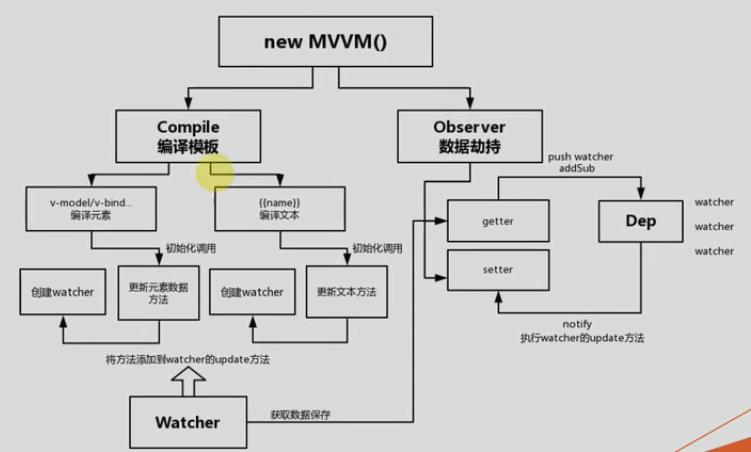 new MVVM()
Compile
编译模板
Observer
数据劫持
push watcher
addSub
v-model/v-bind...
编译元素
{{name}}
编译文本
getter
Dep
watcher
watcher
watcher
初始化调用
初始化调用
setter
创建watcher
更新元素数据
方法
创建watcher
更新文本方法
notify
执行watcher的update方法
将方法添加到watcher的update方法
Watcher
获取数据保存